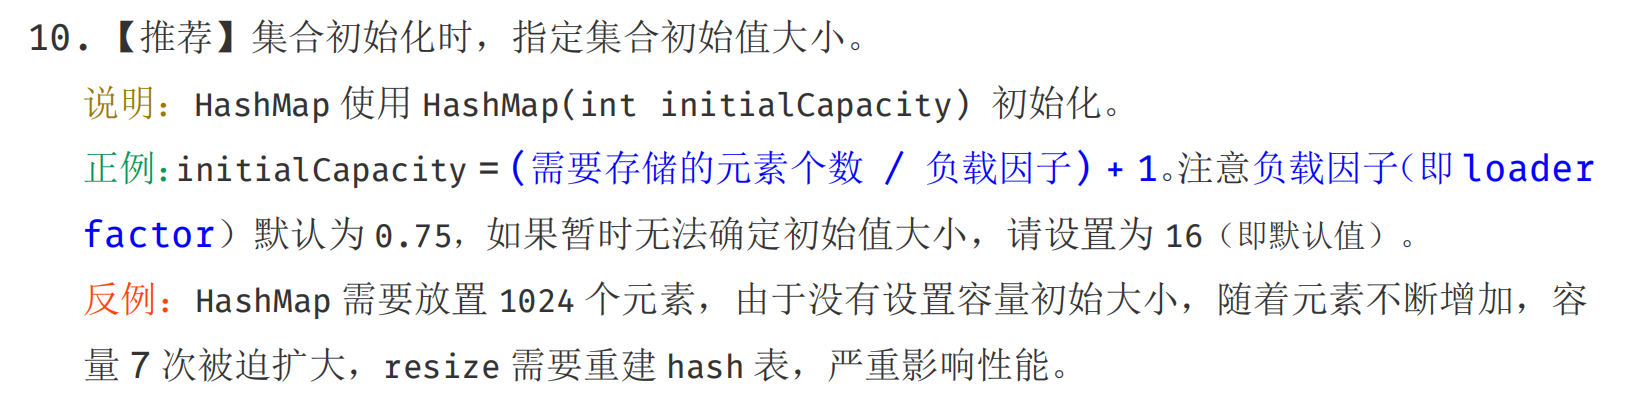 10.【推荐】集合初始化时，指定集合初始值大小。
说明：HashMap 使用 HashMap(int initialCapacity) 初始化。
正例：initialCapacity = (需要存储的元素个数 / 负载因子) + 1。注意负载因子（即 loader
factor）默认为 0.75，如果暂时无法确定初始值大小，请设置为 16（即默认值）。
反例：HashMap 需要放置 1024 个元素，由于没有设置容量初始大小，随着元素不断增加，容
量 7 次被迫扩大，resize 需要重建 hash 表，严重影响性能。